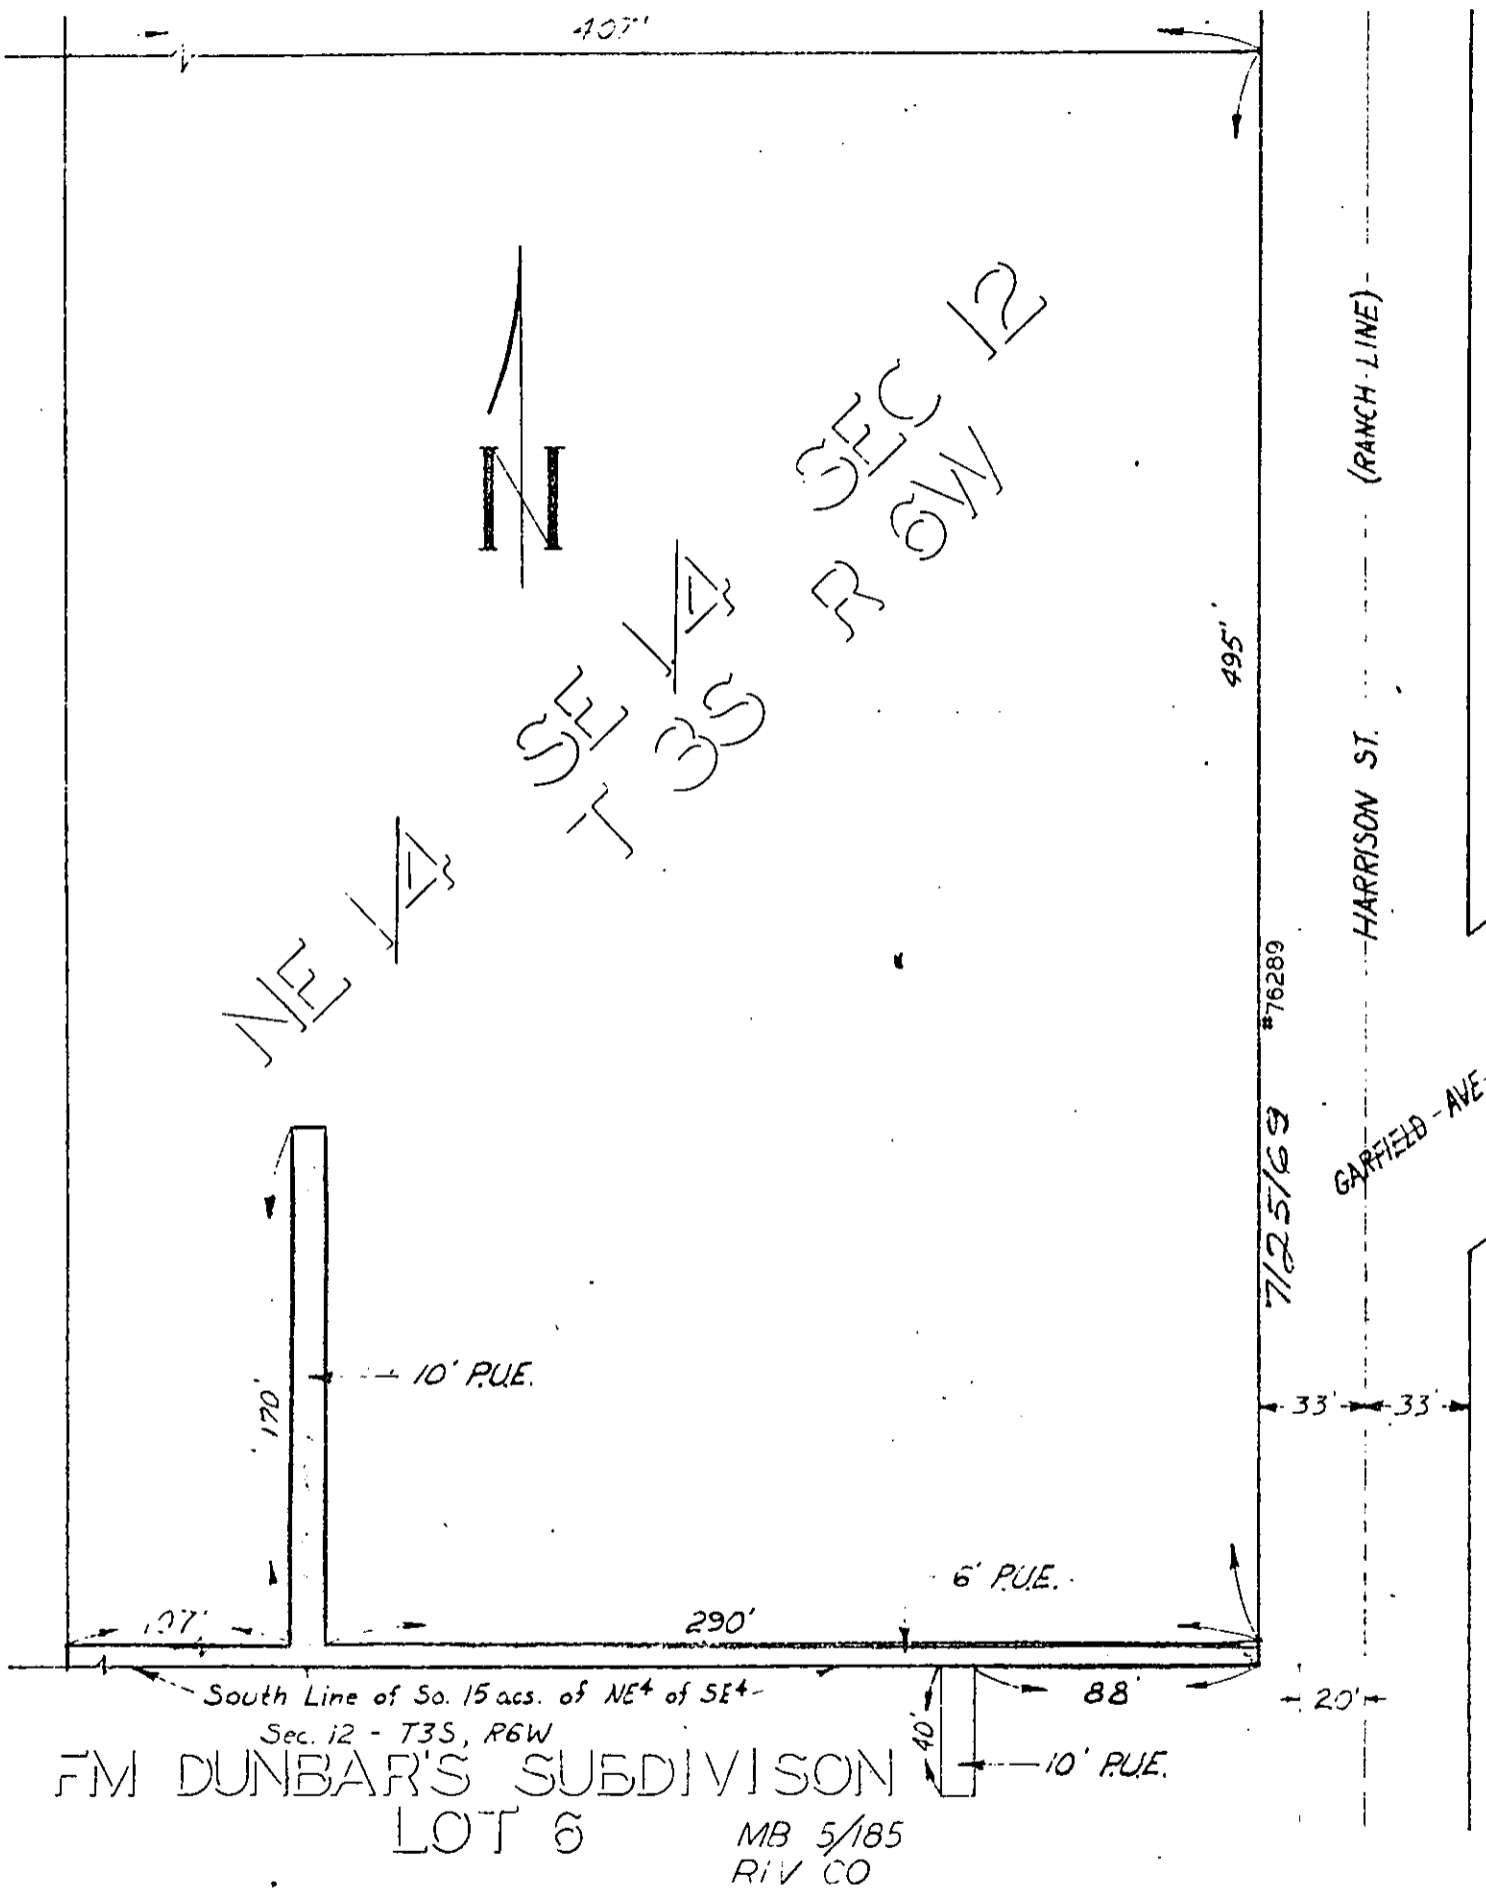 407'
N
NE 1/4 SE 1/4 SEC 12
T 3S R 6W
495'
(RANCH LINE)
HARRISON ST.
#76289
7/25/69
GARFIELD - AVE
10' P.U.E.
170'
33' 33'
6' P.U.E.
107' 290'
88'
20'
South Line of So. 15 acs. of NE4 of SE4
Sec. 12 - T3S, R6W
40'
10' P.U.E.
FM DUNBAR'S SUBDIVISON
LOT 6
MB 5/185
RIV CO